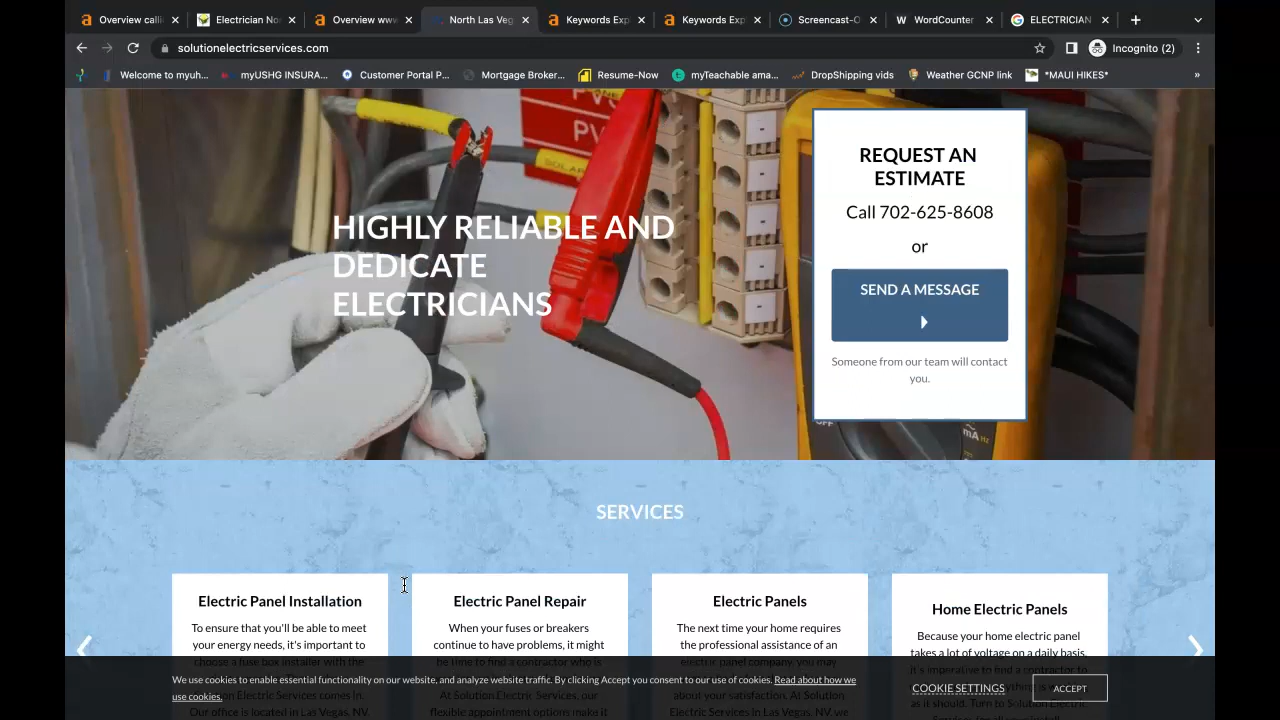 Overview calli
Electrician No
Overview www
North Las Veg
Keywords Exp
Keywords Exp
Screencast-O
WordCounter
ELECTRICIAN
solutionelectricservices.com
Incognito (2)
Welcome to myuh...
myUSHG INSURA...
Customer Portal P...
Mortgage Broker...
Resume-Now
myTeachable ama...
DropShipping vids
Weather GCNP link
*MAUI HIKES*
»
PV
SOLAR
HIGHLY RELIABLE AND
DEDICATE
ELECTRICIANS
REQUEST AN
ESTIMATE
Call 702-625-8608
or
SEND A MESSAGE
Someone from our team will contact
you.
OFF
mA Hz
SERVICES
Electric Panel Installation
To ensure that you'll be able to meet
your energy needs, it's important to
choose a fuse box installer with the
Electric Services comes in.
Our office is located in Las Vegas, NV.
Electric Panel Repair
When your fuses or breakers
continue to have problems, it might
be time to find a contractor who is
At Solution Electric Services, our
flexible appointment options make it
Electric Panels
The next time your home requires
the professional assistance of an
electric panel company, you may
about your satisfaction. At Solution
Electric Services in Las Vegas, NV, we
Home Electric Panels
Because your home electric panel
takes a lot of voltage on a daily basis,
it is imperative to find a contractor to
as it should. Turn to Solution Electric
We use cookies to enable essential functionality on our website, and analyze website traffic. By clicking Accept you consent to our use of cookies. Read about how we
use cookies.
COOKIE SETTINGS
ACCEPT